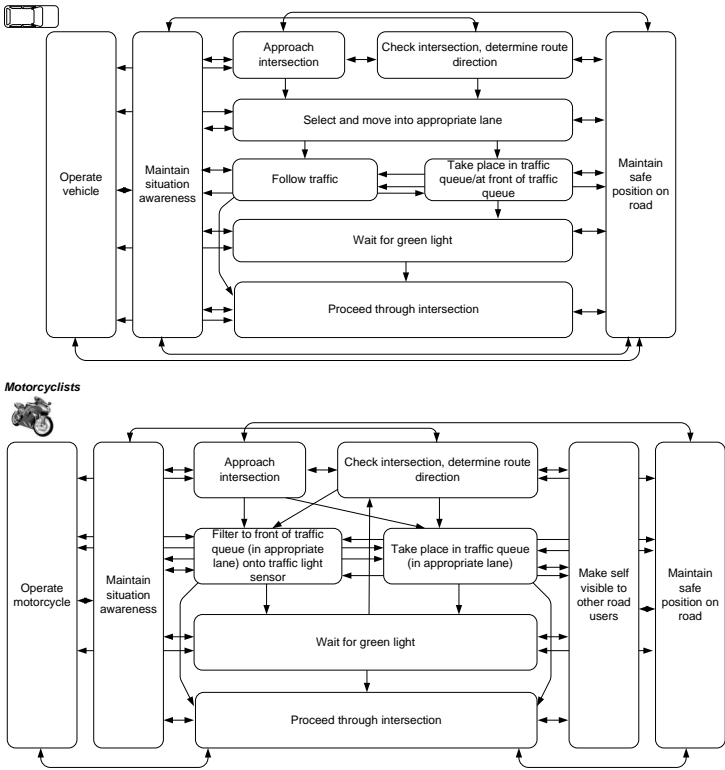 Approach
intersection
Check intersection, determine route
direction
Select and move into appropriate lane
Operate
vehicle
Maintain
situation
awareness
Follow traffic
Take place in traffic
queue/at front of traffic
queue
Maintain
safe
position on
road
Wait for green light
Proceed through intersection
Motorcyclists
Approach
intersection
Check intersection, determine route
direction
Filter to front of traffic
queue (in appropriate
lane) onto traffic light
sensor
Take place in traffic queue
(in appropriate lane)
Operate
motorcycle
Maintain
situation
awareness
Make self
visible to
other road
users
Maintain
safe
position on
road
Wait for green light
Proceed through intersection